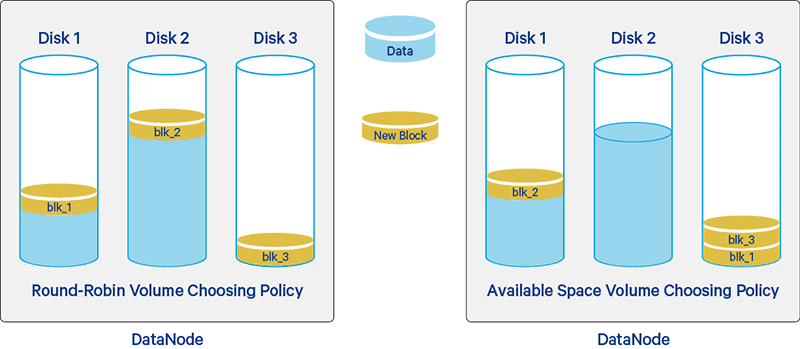 Disk 1 Disk 2 Disk 3
blk_2
blk_1
blk_3
Round-Robin Volume Choosing Policy
DataNode
Data
New Block
Disk 1 Disk 2 Disk 3
blk_2
blk_3
blk_1
Available Space Volume Choosing Policy
DataNode